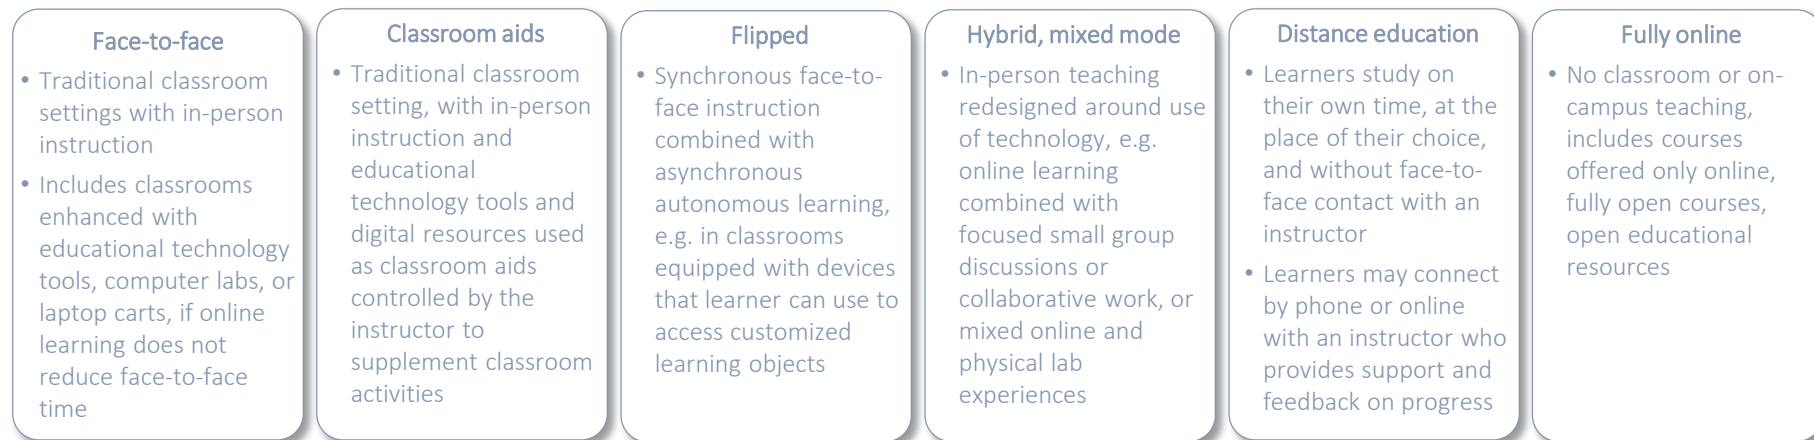 Face-to-face
• Traditional classroom
settings with in-person
instruction
• Includes classrooms
enhanced with
educational technology
tools, computer labs, or
laptop carts, if online
learning does not
reduce face-to-face
time
Classroom aids
• Traditional classroom
setting, with in-person
instruction and
educational
technology tools and
digital resources used
as classroom aids
controlled by the
instructor to
supplement classroom
activities
Flipped
• Synchronous face-to-
face instruction
combined with
asynchronous
autonomous learning,
e.g. in classrooms
equipped with devices
that learner can use to
access customized
learning objects
Hybrid, mixed mode
• In-person teaching
redesigned around use
of technology, e.g.
online learning
combined with
focused small group
discussions or
collaborative work, or
mixed online and
physical lab
experiences
Distance education
• Learners study on
their own time, at the
place of their choice,
and without face-to-
face contact with an
instructor
• Learners may connect
by phone or online
with an instructor who
provides support and
feedback on progress
Fully online
• No classroom or on-
campus teaching,
includes courses
offered only online,
fully open courses,
open educational
resources